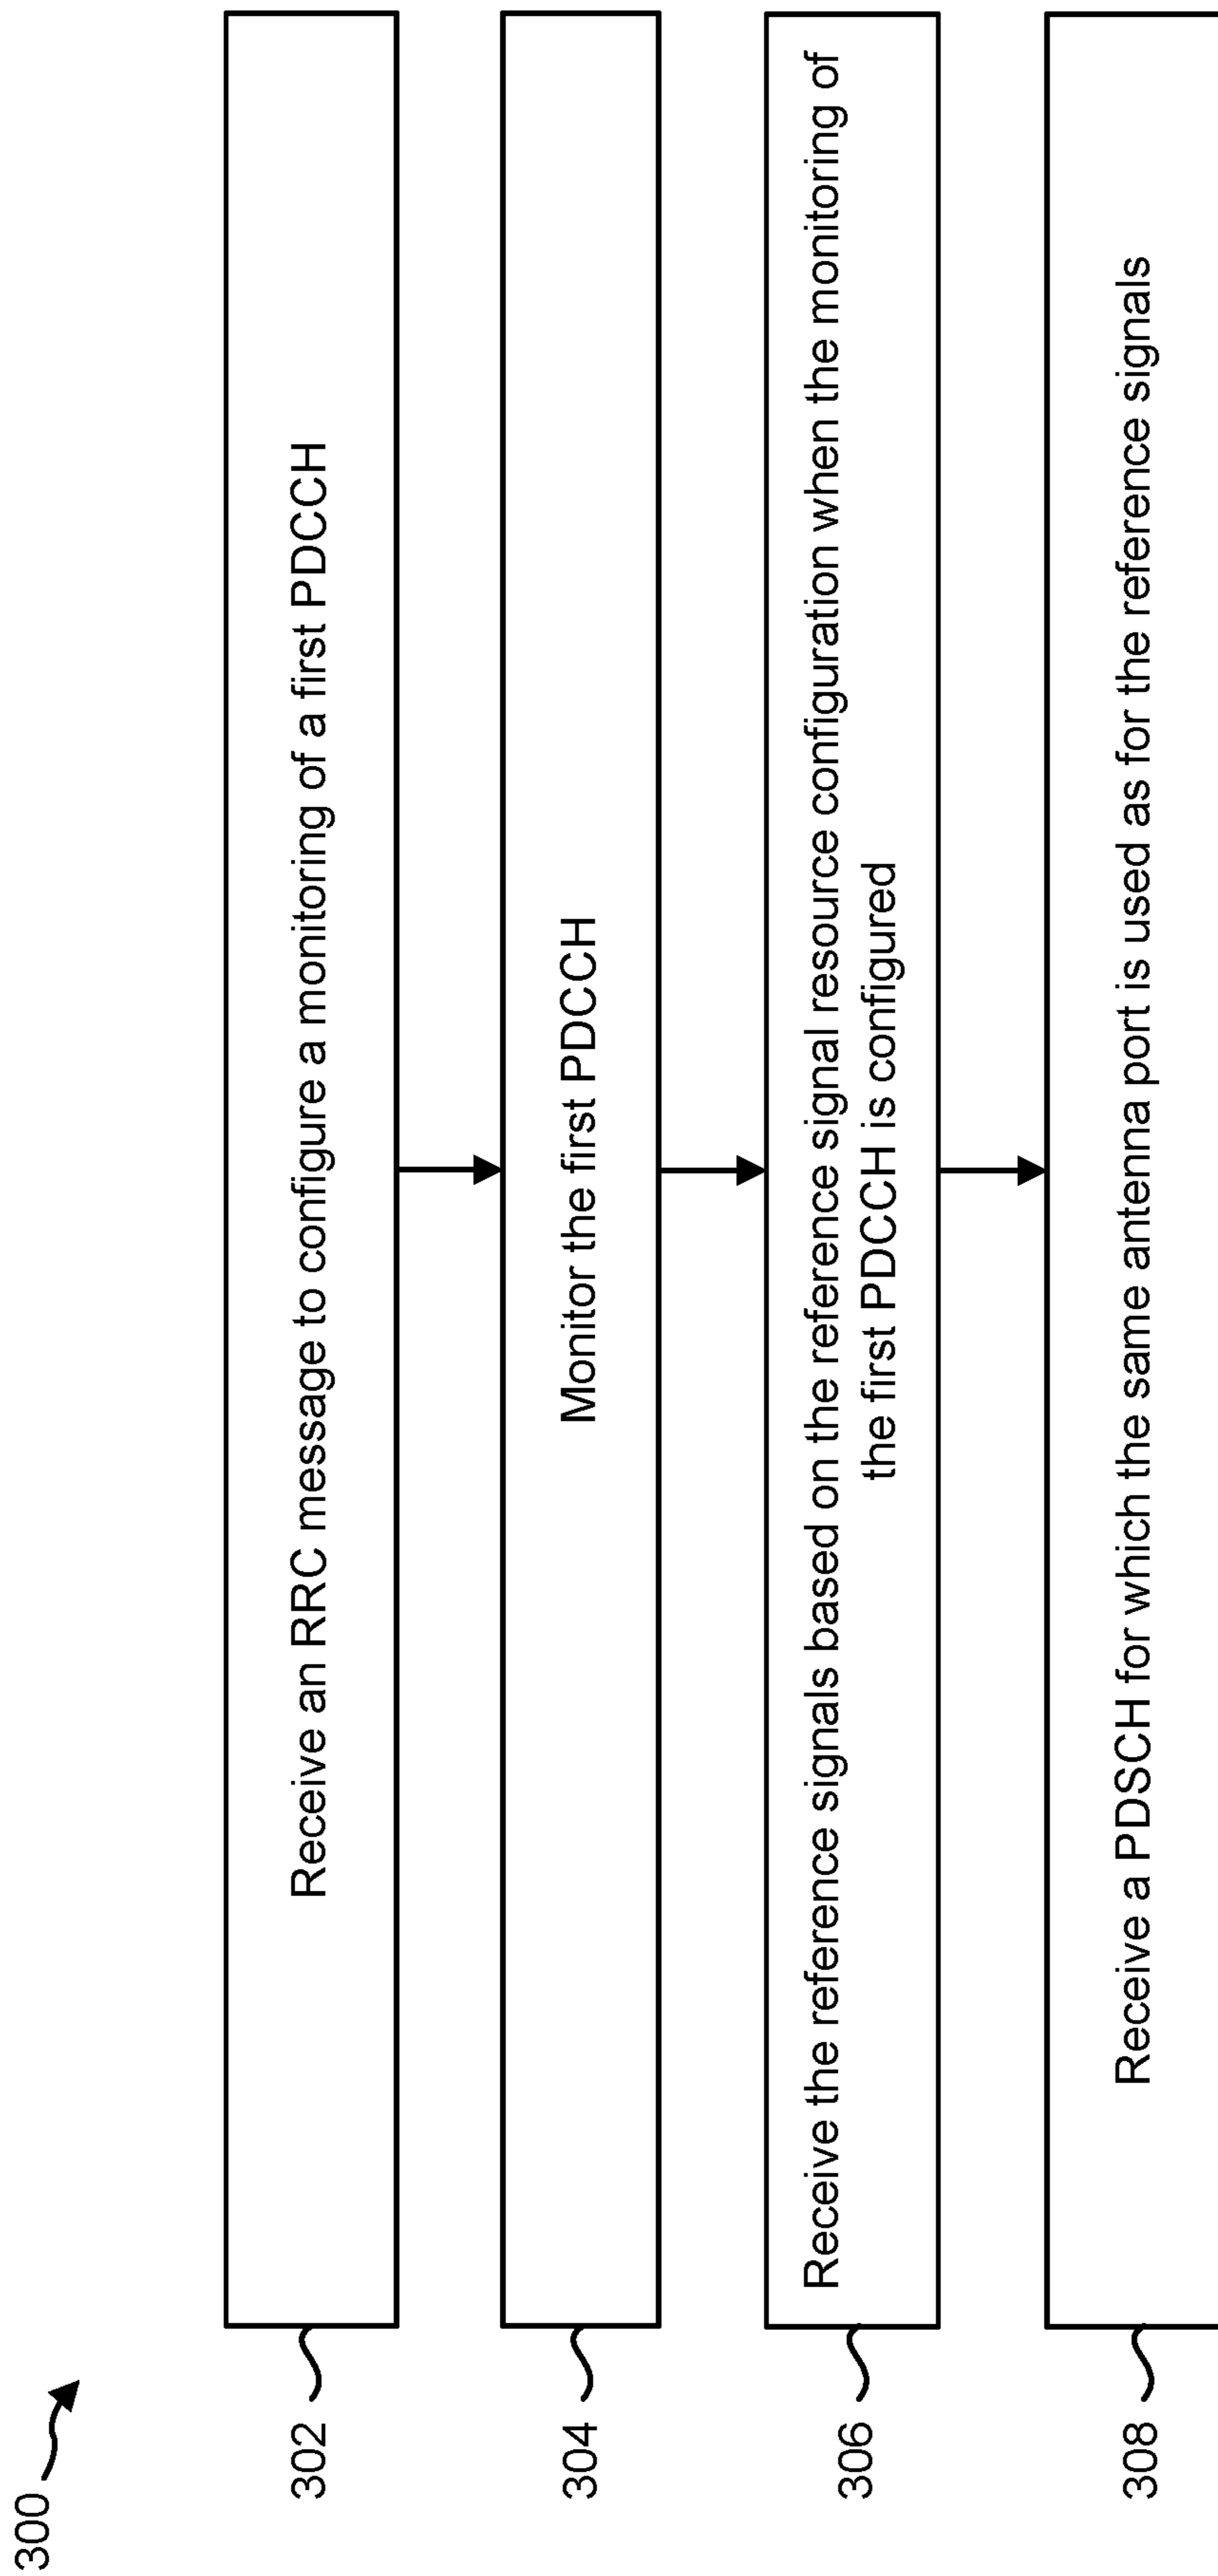 300
302
Receive an RRC message to configure a monitoring of a first PDCCH
304
Monitor the first PDCCH
306
Receive the reference signals based on the reference signal resource configuration when the monitoring of
the first PDCCH is configured
308
Receive a PDSCH for which the same antenna port is used as for the reference signals